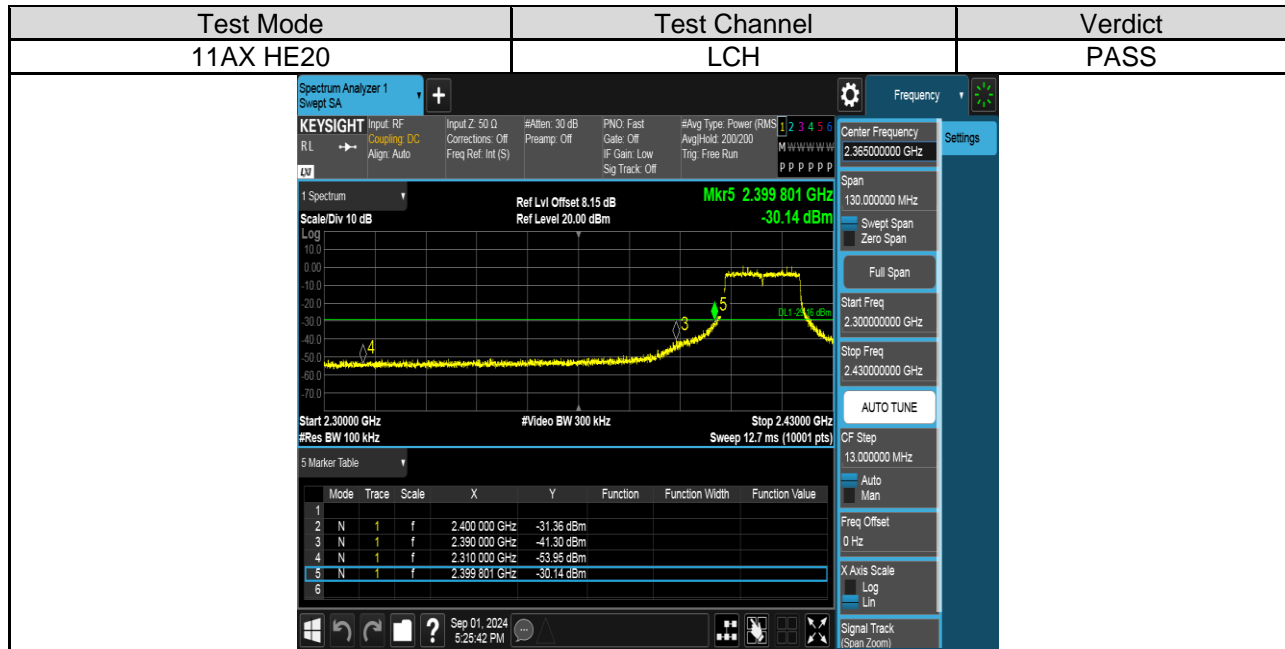 Test Mode Test Channel Verdict
11AX HE20 LCH PASS
Spectrum Analyzer 1
Swept SA
Frequency
KEYSIGHT Input: RF Input Z: 50 Ω #Atten: 30 dB PNO: Fast #Avg Type: Power (RMS 1 2 3 4 5 6
RL Coupling: DC Corrections: Off Preamp: Off Gate: Off Avg|Hold: 200/200 M W W W W W
Align: Auto Freq Ref: Int (S) IF Gain: Low Trig: Free Run
LXI Sig Track: Off P P P P P P
1 Spectrum
Ref Lvl Offset 8.15 dB
Mkr5 2.399 801 GHz
Scale/Div 10 dB Ref Level 20.00 dBm -30.14 dBm
Log
10.0
0.00
-10.0
-20.0
5
DL1 -29.16 dBm
-30.0
3
-40.0
4
-50.0
-60.0
-70.0
Start 2.30000 GHz #Video BW 300 kHz Stop 2.43000 GHz
#Res BW 100 kHz Sweep 12.7 ms (10001 pts)
5 Marker Table
Mode Trace Scale X Y Function Function Width Function Value
1
2 N 1 f 2.400 000 GHz -31.36 dBm
3 N 1 f 2.390 000 GHz -41.30 dBm
4 N 1 f 2.310 000 GHz -53.95 dBm
5 N 1 f 2.399 801 GHz -30.14 dBm
6
Center Frequency
2.365000000 GHz
Settings
Span
130.000000 MHz
Swept Span
Zero Span
Full Span
Start Freq
2.300000000 GHz
Stop Freq
2.430000000 GHz
AUTO TUNE
CF Step
13.000000 MHz
Auto
Man
Freq Offset
0 Hz
X Axis Scale
Log
Lin
Signal Track
(Span Zoom)
?
Sep 01, 2024
5:25:42 PM